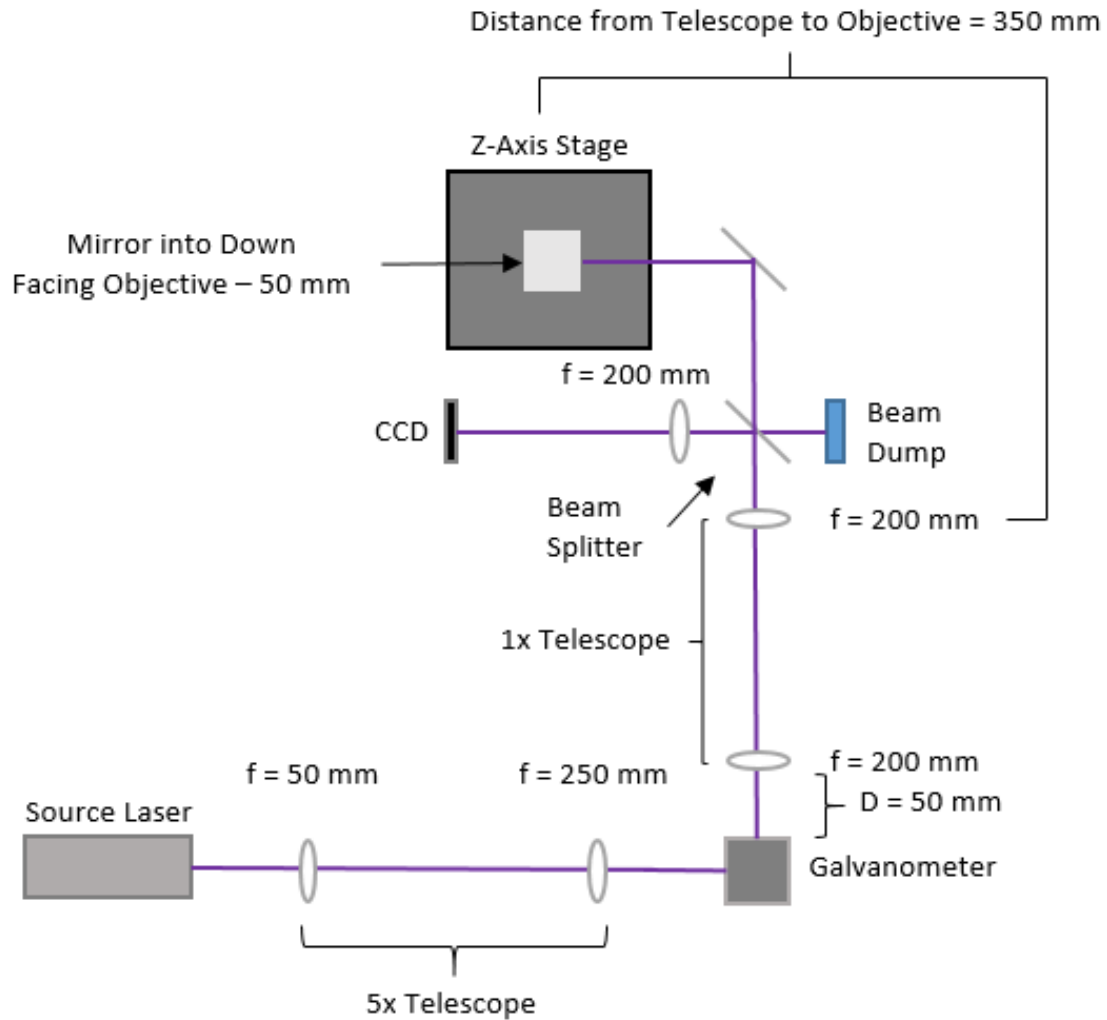 Distance from Telescope to Objective = 350 mm
Z-Axis Stage
Mirror into Down
Facing Objective – 50 mm
f = 200 mm
CCD
Beam
Dump
Beam
Splitter
f = 200 mm
1x Telescope
f = 50 mm
f = 250 mm
f = 200 mm
D = 50 mm
Source Laser
Galvanometer
5x Telescope